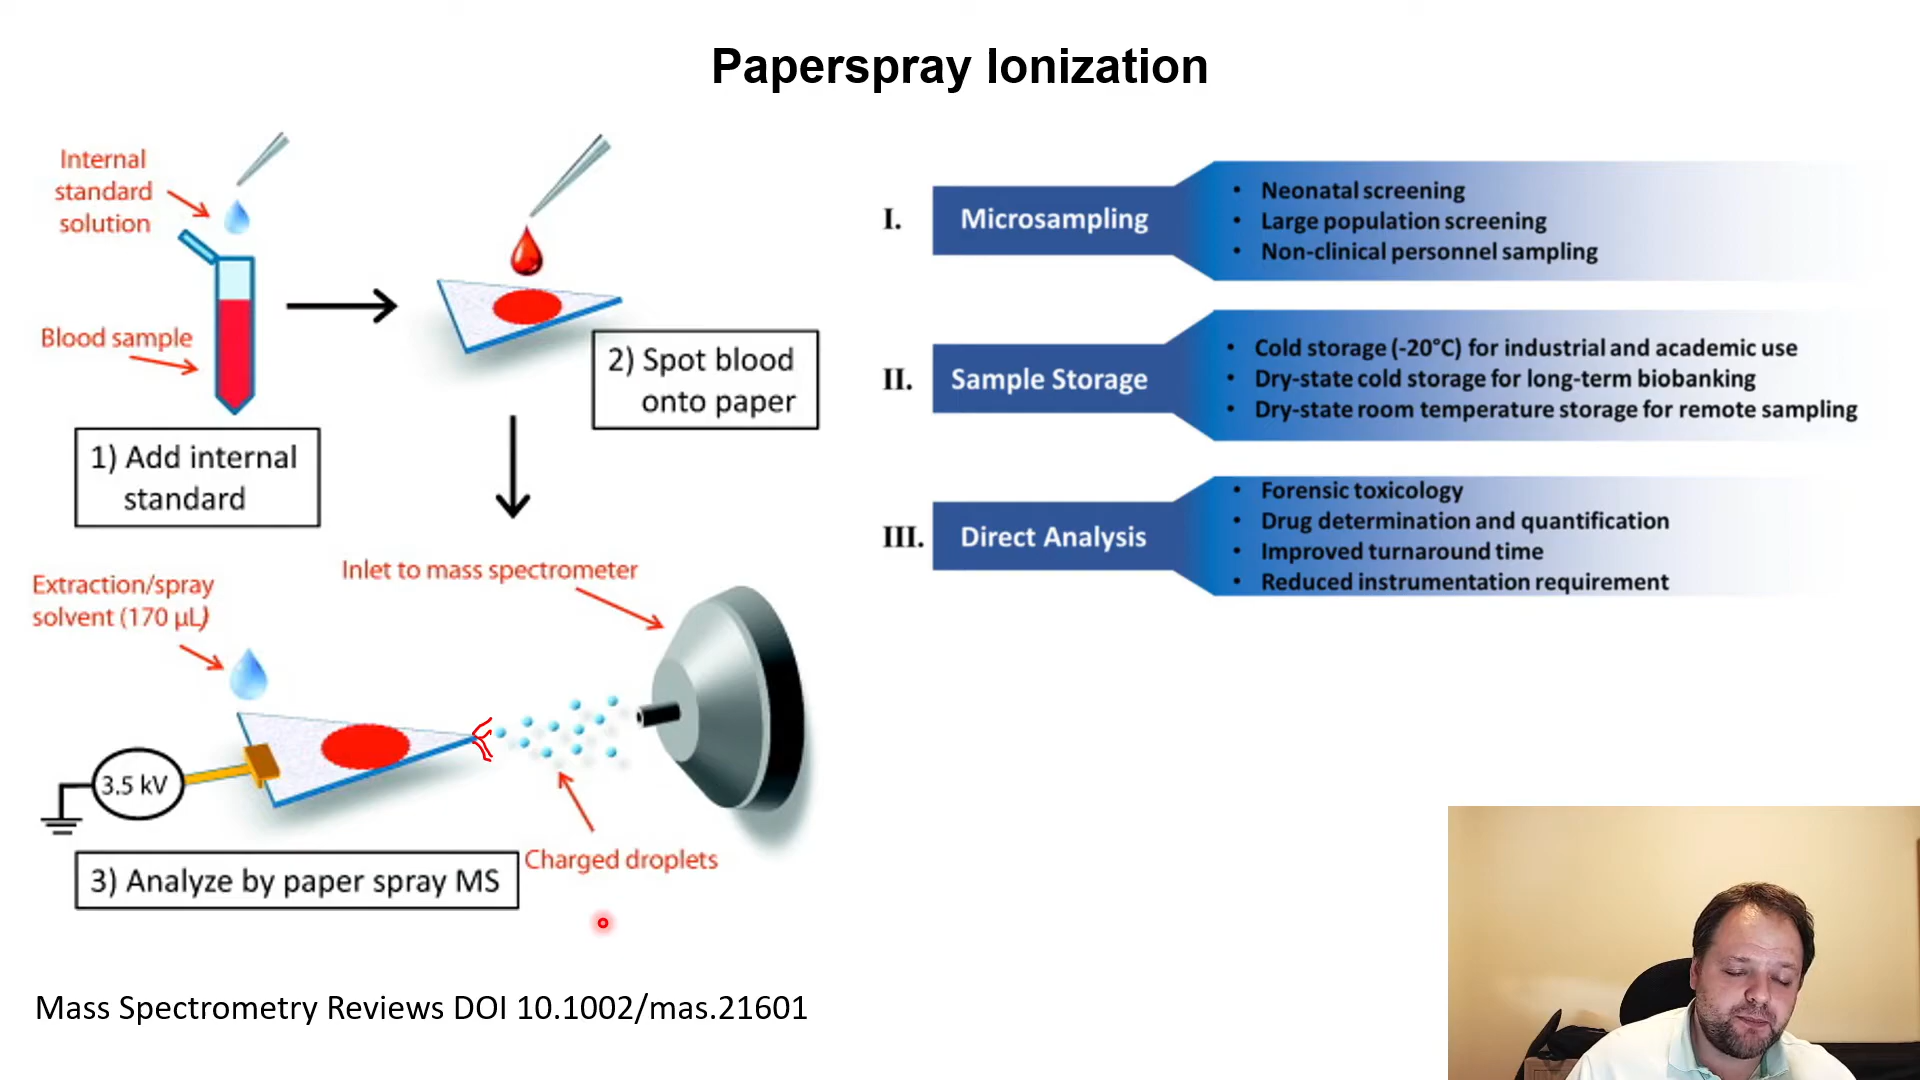 Paperspray Ionization
Internal
standard
solution
Blood sample
1) Add internal
standard
2) Spot blood
onto paper
Extraction/spray
solvent (170 µL)
Inlet to mass spectrometer
3.5 kV
Charged droplets
3) Analyze by paper spray MS
Mass Spectrometry Reviews DOI 10.1002/mas.21601
I. Microsampling
• Neonatal screening
• Large population screening
• Non-clinical personnel sampling
II. Sample Storage
• Cold storage (-20°C) for industrial and academic use
• Dry-state cold storage for long-term biobanking
• Dry-state room temperature storage for remote sampling
III. Direct Analysis
• Forensic toxicology
• Drug determination and quantification
• Improved turnaround time
• Reduced instrumentation requirement